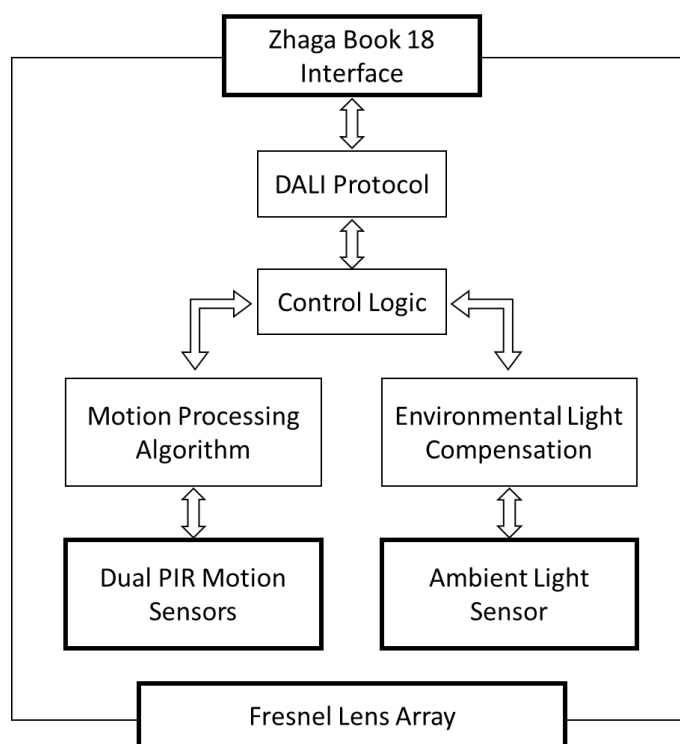 Zhaga Book 18
Interface
DALI Protocol
Control Logic
Motion Processing
Algorithm
Environmental Light
Compensation
Dual PIR Motion
Sensors
Ambient Light
Sensor
Fresnel Lens Array